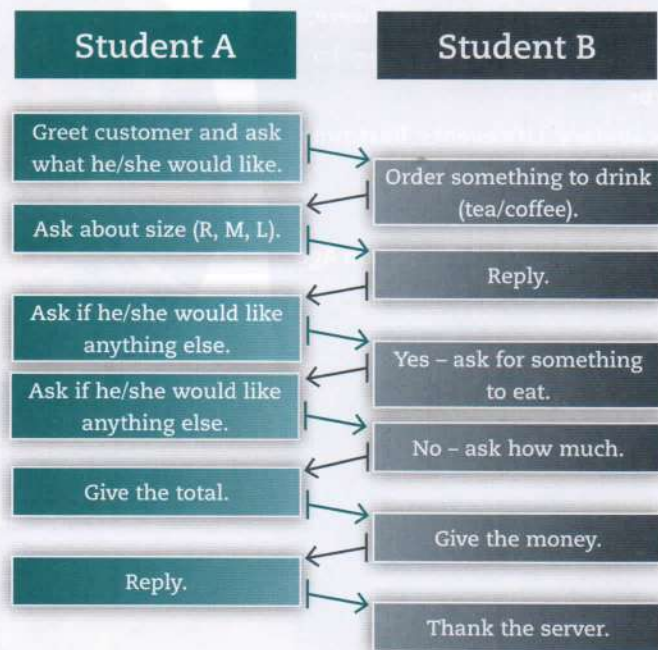 Student A
Student B
Greet customer and ask
what he/she would like.
Order something to drink
(tea/coffee).
Ask about size (R, M, L).
Reply.
Ask if he/she would like
anything else.
Yes – ask for something
to eat.
Ask if he/she would like
anything else.
No – ask how much.
Give the total.
Give the money.
Reply.
Thank the server.